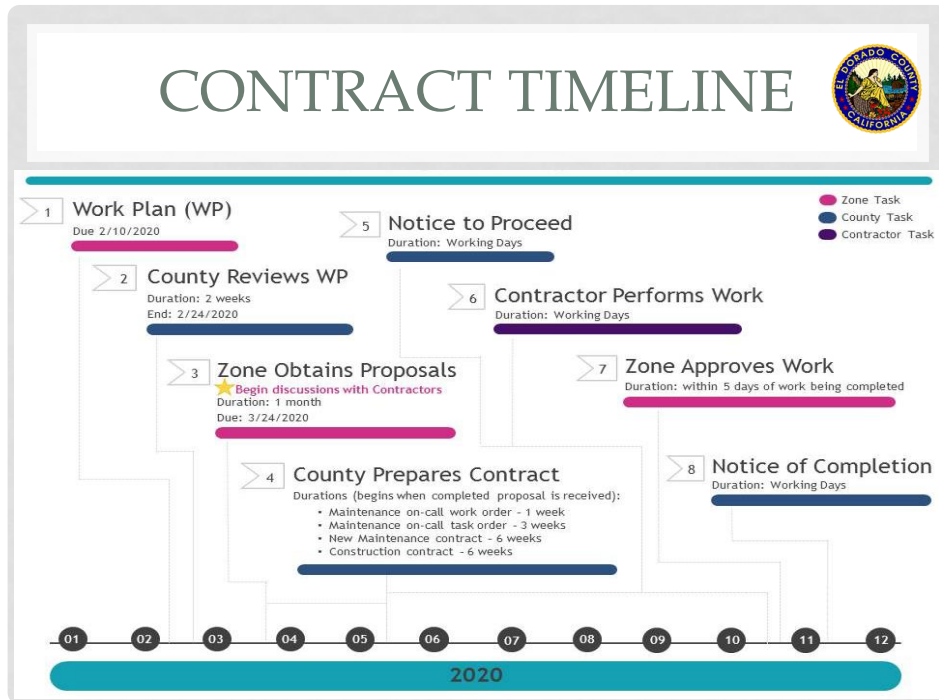 CONTRACT TIMELINE
EL DORADO COUNTY
CALIFORNIA
Zone Task
County Task
Contractor Task
1
Work Plan (WP)
Due 2/10/2020
2
County Reviews WP
Duration: 2 weeks
End: 2/24/2020
3
Zone Obtains Proposals
Begin discussions with Contractors
Duration: 1 month
Due: 3/24/2020
4
County Prepares Contract
Durations (begins when completed proposal is received):
• Maintenance on-call work order - 1 week
• Maintenance on-call task order - 3 weeks
• New Maintenance contract - 6 weeks
• Construction contract - 6 weeks
5
Notice to Proceed
Duration: Working Days
6
Contractor Performs Work
Duration: Working Days
7
Zone Approves Work
Duration: within 5 days of work being completed
8
Notice of Completion
Duration: Working Days
01 02 03 04 05 06 07 08 09 10 11 12
2020